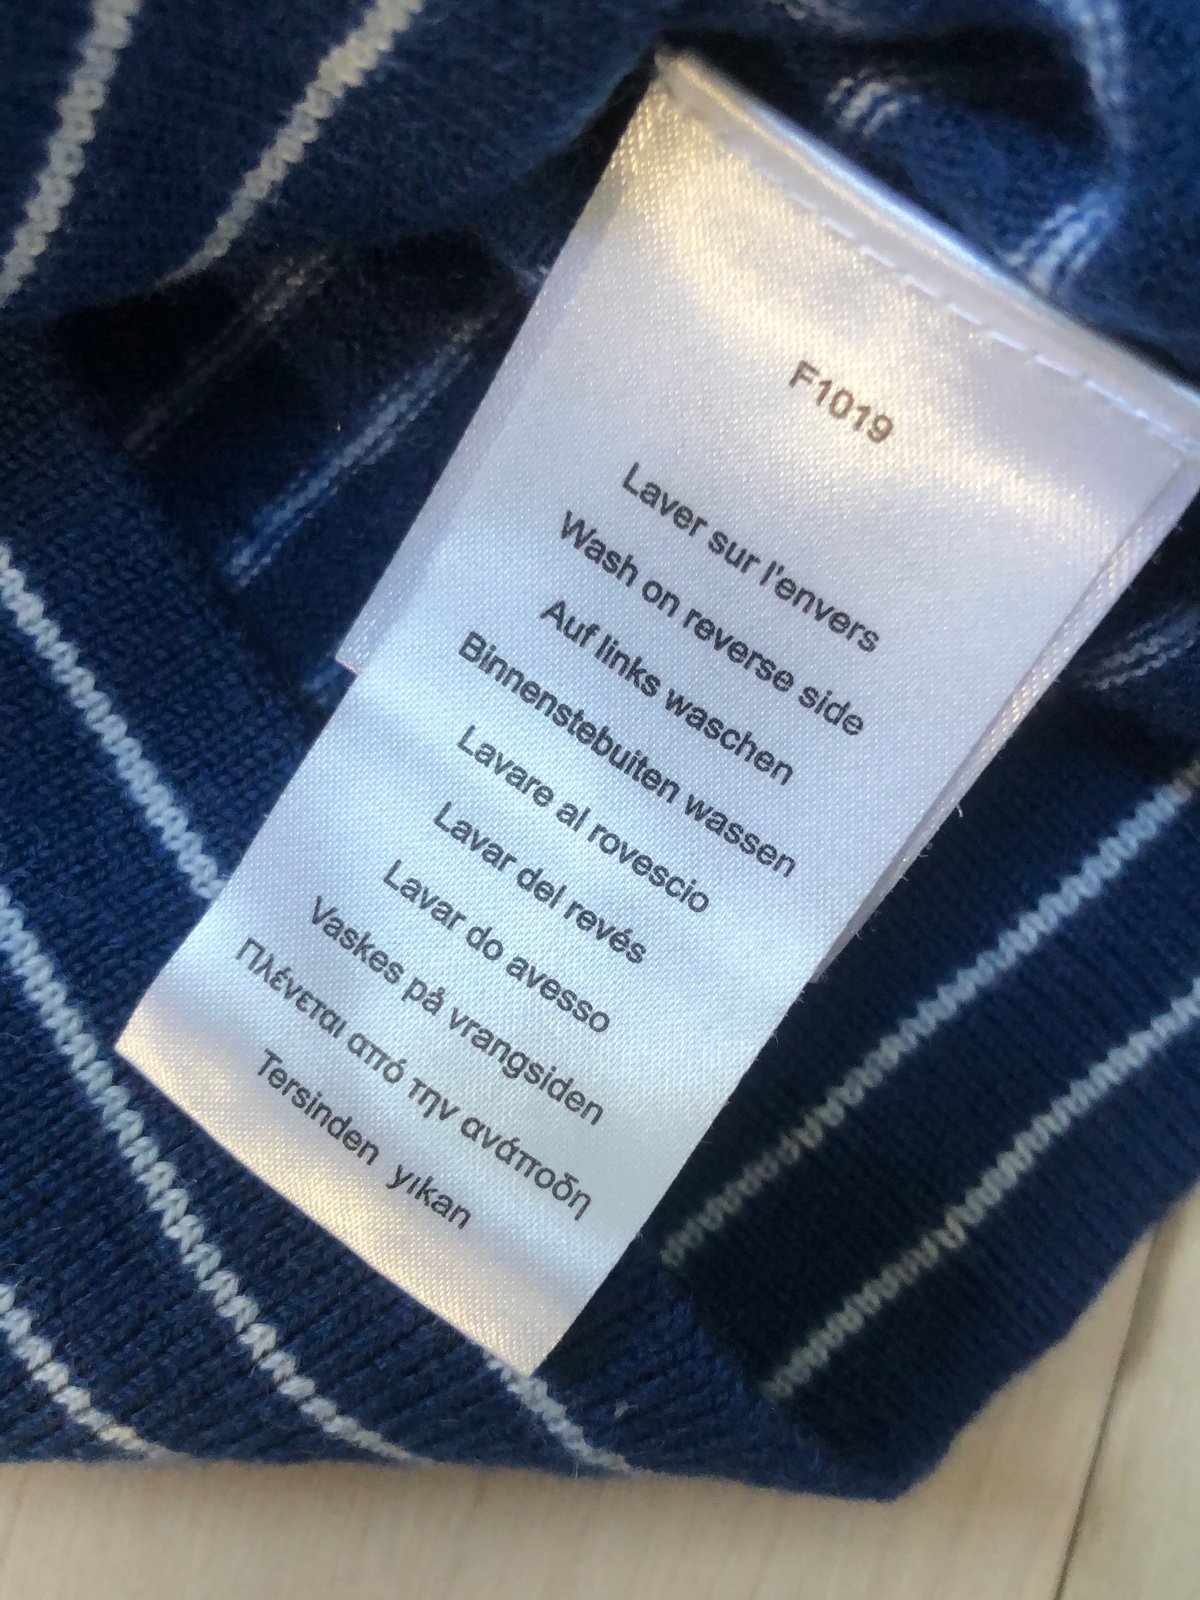 F1019
Laver sur l'envers
Wash on reverse side
Auf links waschen
Binnenstebuiten wassen
Lavare al rovescio
Lavar del revés
Lavar do avesso
Vaskes på vrangsiden
Πλένεται από την ανάποδη
Tersinden yıkan